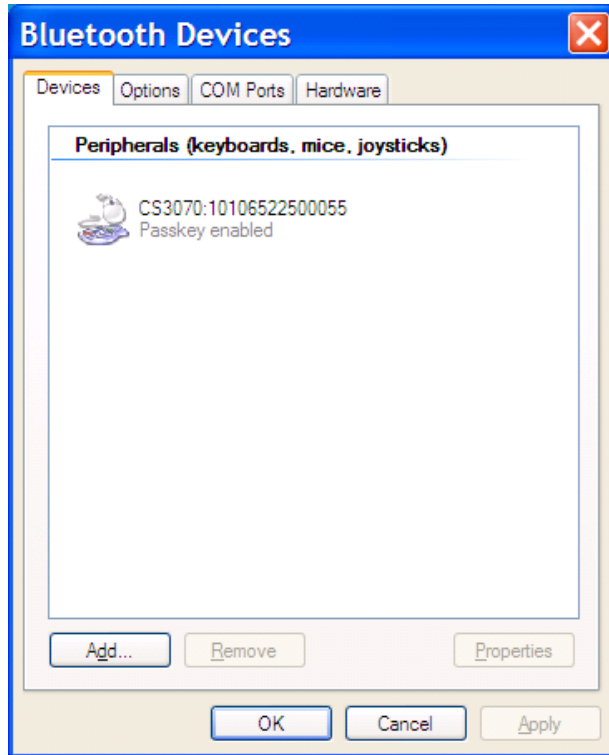 Bluetooth Devices
Devices Options COM Ports Hardware
Peripherals (keyboards, mice, joysticks)
CS3070:10106522500055
Passkey enabled
Add... Remove Properties
OK Cancel Apply